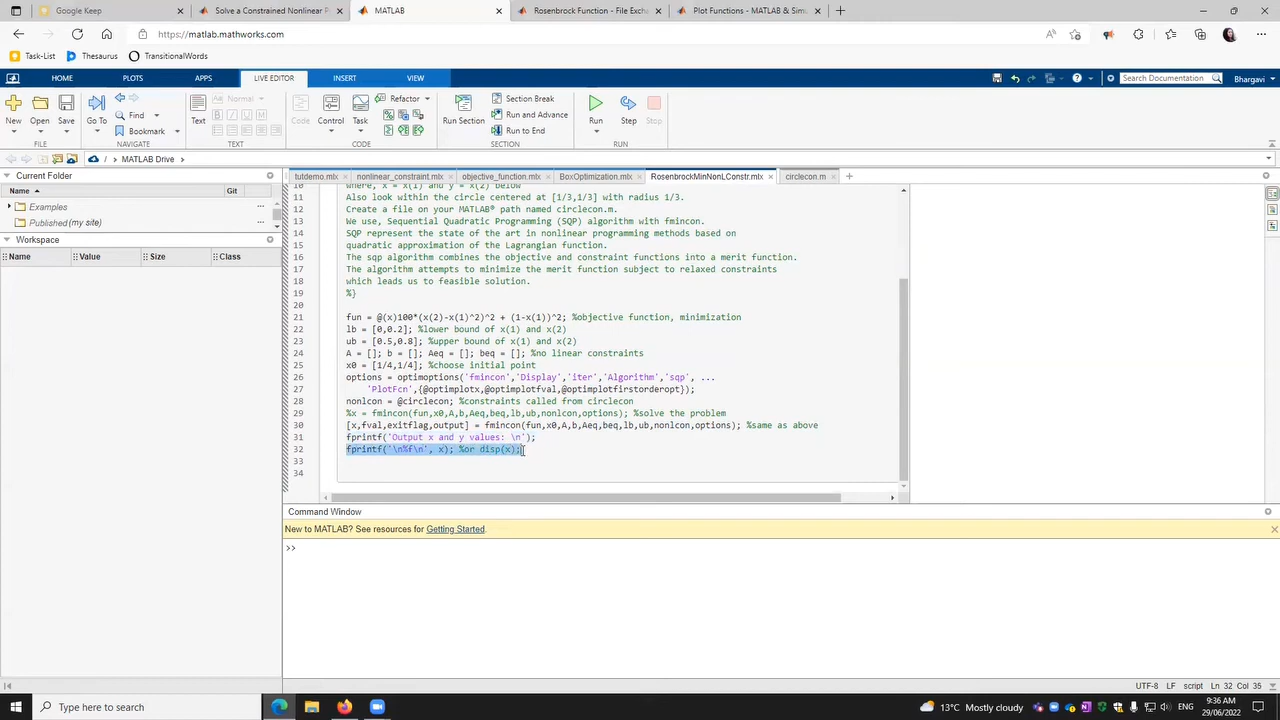 Google Keep
Solve a Constrained Nonlinear P
MATLAB
Rosenbrock Function - File Exch
Plot Functions - MATLAB & Simu
https://matlab.mathworks.com
Task-List
Thesaurus
TransitionalWords
HOME
PLOTS
APPS
LIVE EDITOR
INSERT
VIEW
Search Documentation
Bhargavi
New
Open
Save
Go To
Find
Bookmark
Text
Normal
B
I
U
M
Code
Control
Task
Refactor
Run Section
Section Break
Run and Advance
Run to End
Run
Step
Stop
FILE
NAVIGATE
TEXT
CODE
SECTION
RUN
/ MATLAB Drive
Current Folder
Name
Git
Examples
Published (my site)
Workspace
Name
Value
Size
Class
tutdemo.mlx
nonlinear_constraint.mlx
objective_function.mlx
BoxOptimization.mlx
RosenbrockMinNonLConstr.mlx
circlecon.m
10 where, x = x(1) and y = x(2) below
11 Also look within the circle centered at [1/3,1/3] with radius 1/3.
12 Create a file on your MATLAB® path named circlecon.m.
13 We use, Sequential Quadratic Programming (SQP) algorithm with fmincon.
14 SQP represent the state of the art in nonlinear programming methods based on
15 quadratic approximation of the Lagrangian function.
16 The sqp algorithm combines the objective and constraint functions into a merit function.
17 The algorithm attempts to minimize the merit function subject to relaxed constraints
18 which leads us to feasible solution.
19 %}
20
21 fun = @(x)100*(x(2)-x(1)^2)^2 + (1-x(1))^2; %objective function, minimization
22 lb = [0,0.2]; %lower bound of x(1) and x(2)
23 ub = [0.5,0.8]; %upper bound of x(1) and x(2)
24 A = []; b = []; Aeq = []; beq = []; %no linear constraints
25 x0 = [1/4,1/4]; %choose initial point
26 options = optimoptions('fmincon','Display','iter','Algorithm','sqp', ...
27 'PlotFcn',{@optimplotx,@optimplotfval,@optimplotfirstorderopt});
28 nonlcon = @circlecon; %constraints called from circlecon
29 %x = fmincon(fun,x0,A,b,Aeq,beq,lb,ub,nonlcon,options); %solve the problem
30 [x,fval,exitflag,output] = fmincon(fun,x0,A,b,Aeq,beq,lb,ub,nonlcon,options); %same as above
31 fprintf('Output x and y values: \n');
32 fprintf('\n%f\n', x); %or disp(x);
33
34
Command Window
New to MATLAB? See resources for Getting Started.
>>
UTF-8
LF
script
Ln 32 Col 35
Type here to search
13°C Mostly cloudy
ENG
9:36 AM
29/06/2022